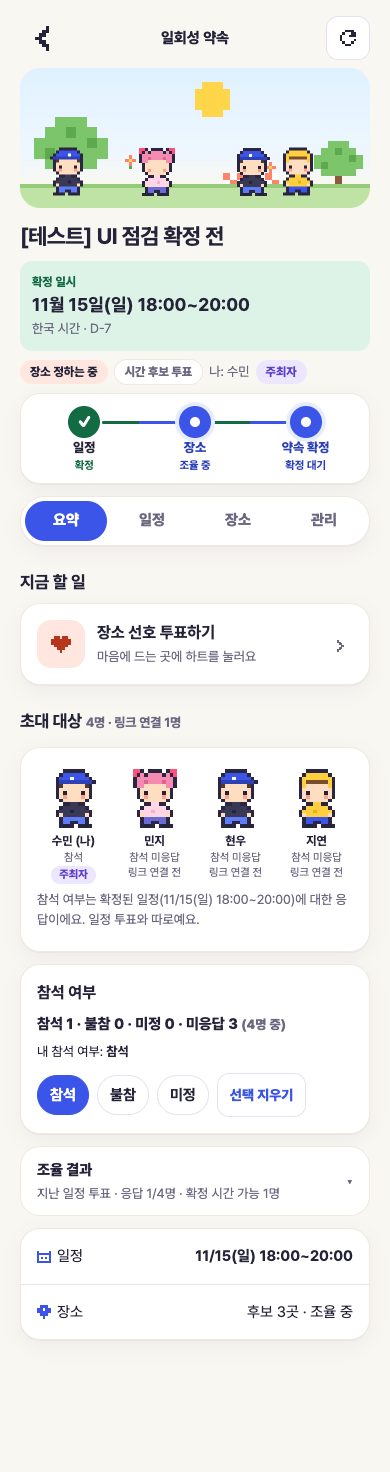 일회성 약속
[테스트] UI 점검 확정 전
확정 일시
11월 15일(일) 18:00~20:00
한국 시간 · D-7
장소 정하는 중 시간 후보 투표 나: 수민 주최자
일정 장소 약속 확정
확정 조율 중 확정 대기
요약 일정 장소 관리
지금 할 일
장소 선호 투표하기
마음에 드는 곳에 하트를 눌러요
초대 대상 4명 · 링크 연결 1명
수민 (나) 민지 현우 지연
참석 참석 미응답 참석 미응답 참석 미응답
주최자 링크 연결 전 링크 연결 전 링크 연결 전
참석 여부는 확정된 일정(11/15(일) 18:00~20:00)에 대한 응
답이에요. 일정 투표와 따로예요.
참석 여부
참석 1 · 불참 0 · 미정 0 · 미응답 3 (4명 중)
내 참석 여부: 참석
참석 불참 미정 선택 지우기
조율 결과
지난 일정 투표 · 응답 1/4명 · 확정 시간 가능 1명
일정 11/15(일) 18:00~20:00
장소 후보 3곳 · 조율 중